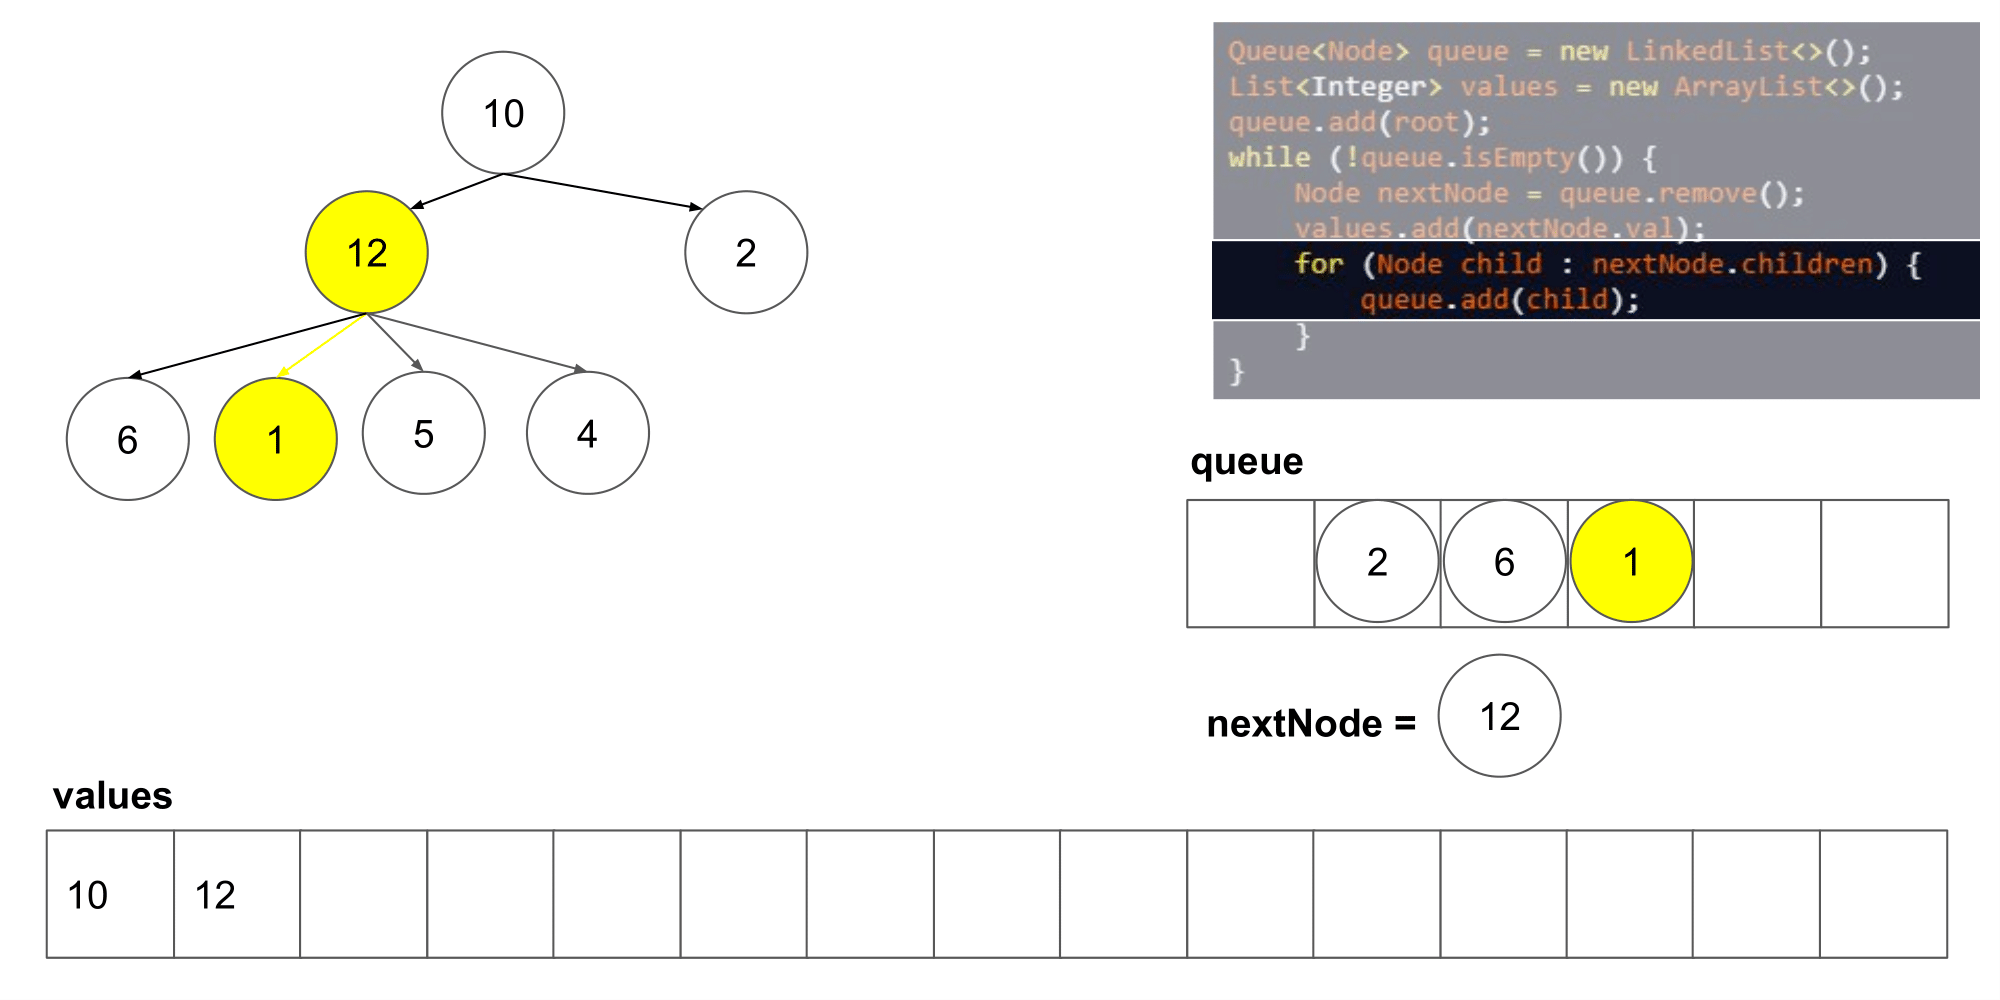 10
12
2
6
1
5
4
Queue<Node> queue = new LinkedList<>();
List<Integer> values = new ArrayList<>();
queue.add(root);
while (!queue.isEmpty()) {
    Node nextNode = queue.remove();
    values.add(nextNode.val);
    for (Node child : nextNode.children) {
        queue.add(child);
    }
}
queue
2 6 1
nextNode = 12
values
10 12